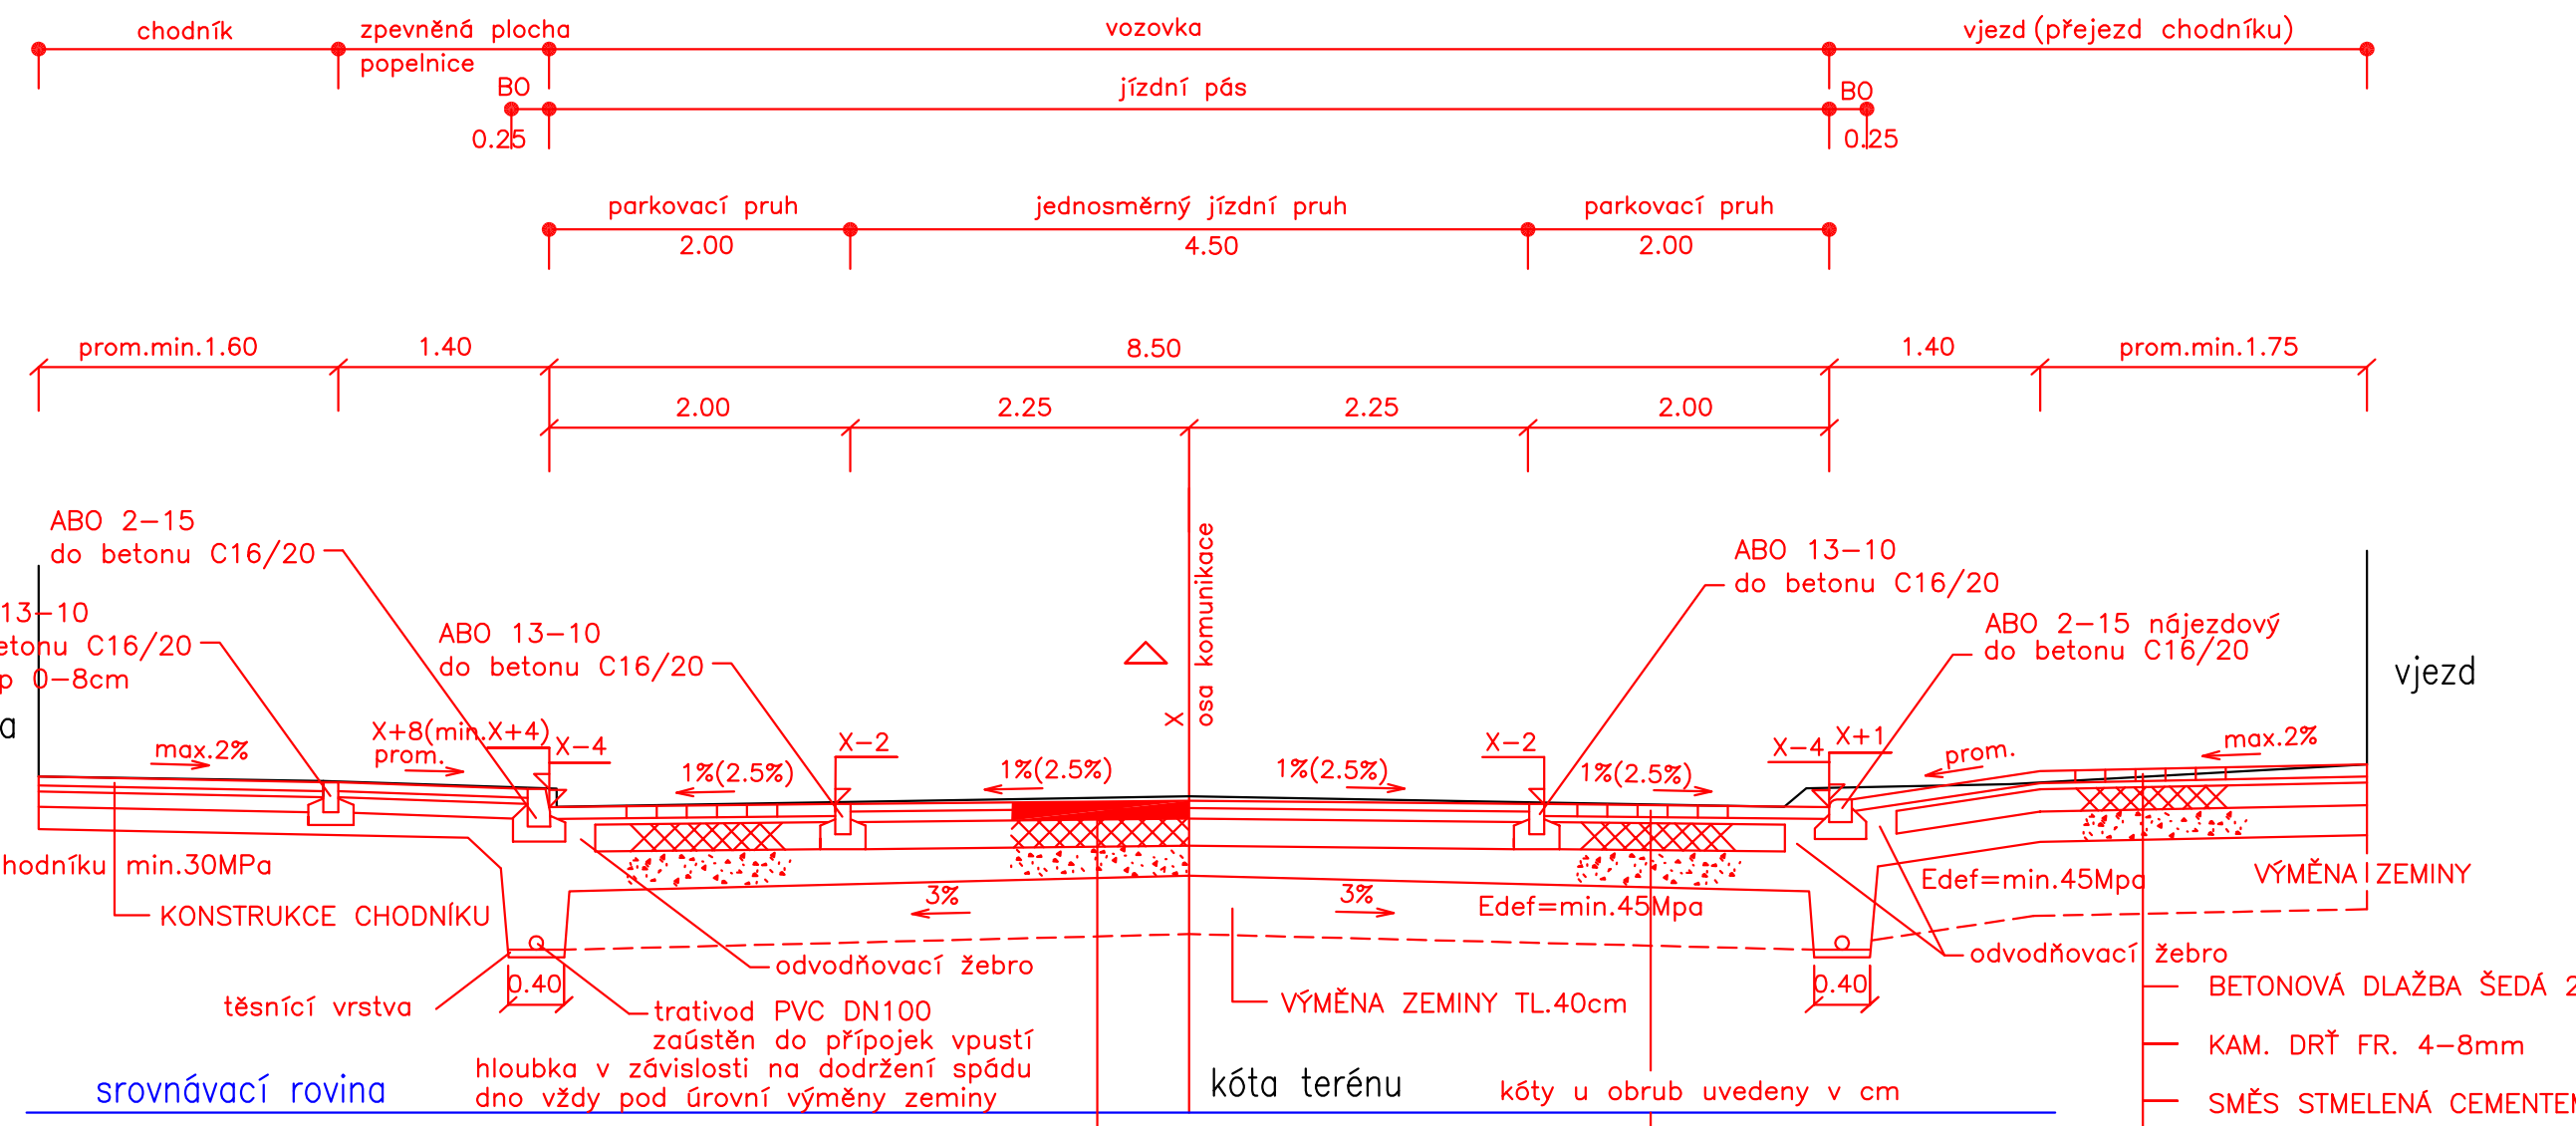 chodník
zpevněná plocha
popelnice
vozovka
vjezd (přejezd chodníku)
BO
0.25
jízdní pás
BO
0.25
parkovací pruh
2.00
jednosměrný jízdní pruh
4.50
parkovací pruh
2.00
prom.min.1.60
1.40
8.50
1.40
prom.min.1.75
2.00
2.25
2.25
2.00
ABO 2-15
do betonu C16/20
13-10
etonu C16/20
p 0-8cm
a
ABO 13-10
do betonu C16/20
X
osa komunikace
ABO 13-10
do betonu C16/20
ABO 2-15 nájezdový
do betonu C16/20
vjezd
max.2%
X+8(min.X+4)
prom.
X-4
1%(2.5%)
X-2
1%(2.5%)
1%(2.5%)
X-2
1%(2.5%)
X-4
X+1
prom.
max.2%
hodníku min.30MPa
KONSTRUKCE CHODNÍKU
3%
3%
Edef=min.45Mpa
Edef=min.45Mpa
VÝMĚNA ZEMINY
odvodňovací žebro
odvodňovací žebro
0.40
0.40
těsnící vrstva
trativod PVC DN100
zaústěn do přípojek vpustí
hloubka v závislosti na dodržení spádu
dno vždy pod úrovní výměny zeminy
VÝMĚNA ZEMINY TL.40cm
BETONOVÁ DLAŽBA ŠEDÁ 2
KAM. DRŤ FR. 4-8mm
SMĚS STMELENÁ CEMENTEM
srovnávací rovina
kóta terénu
kóty u obrub uvedeny v cm